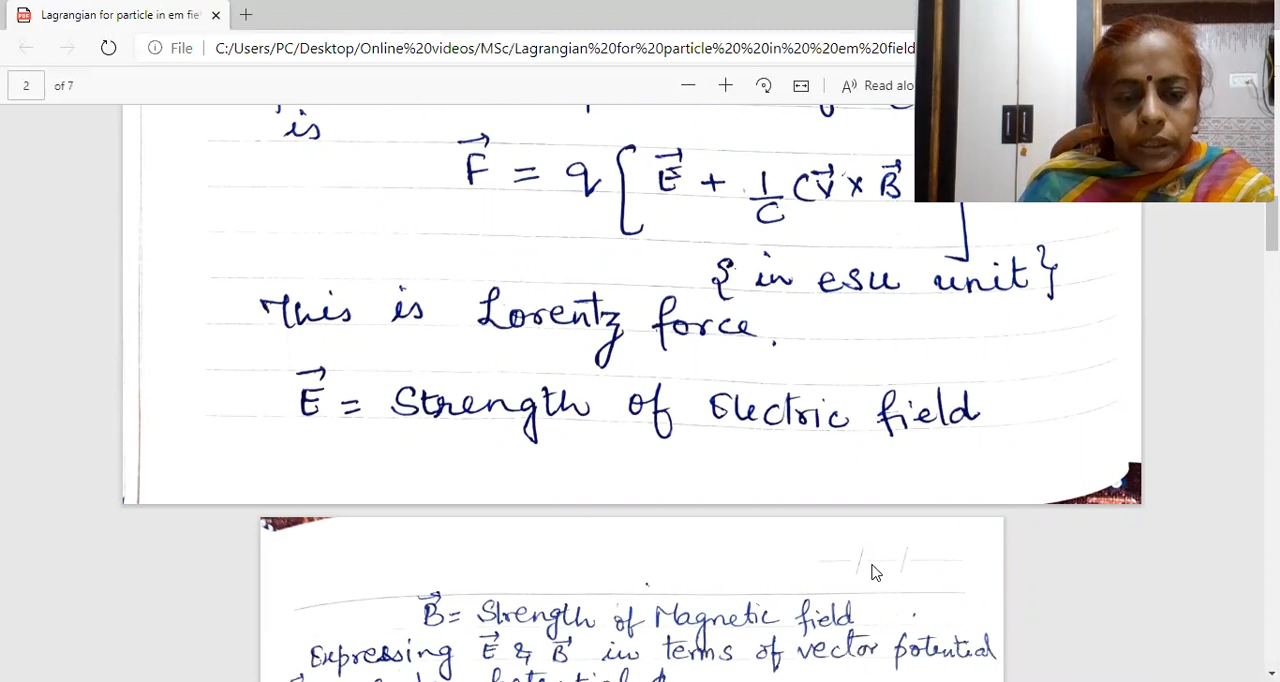 Lagrangian for particle in em fie
File
C:/Users/PC/Desktop/Online%20videos/MSc/Lagrangian%20for%20particle%20%20in%20%20em%20field
2 of 7
Read alo
is
F⃗ = q [ E⃗ + 1/C (V⃗ × B⃗ ]
{ in esu unit }
This is Lorentz force.
E⃗ = Strength of Electric field
B⃗ = Strength of Magnetic field
Expressing E⃗ & B⃗ in terms of vector potential